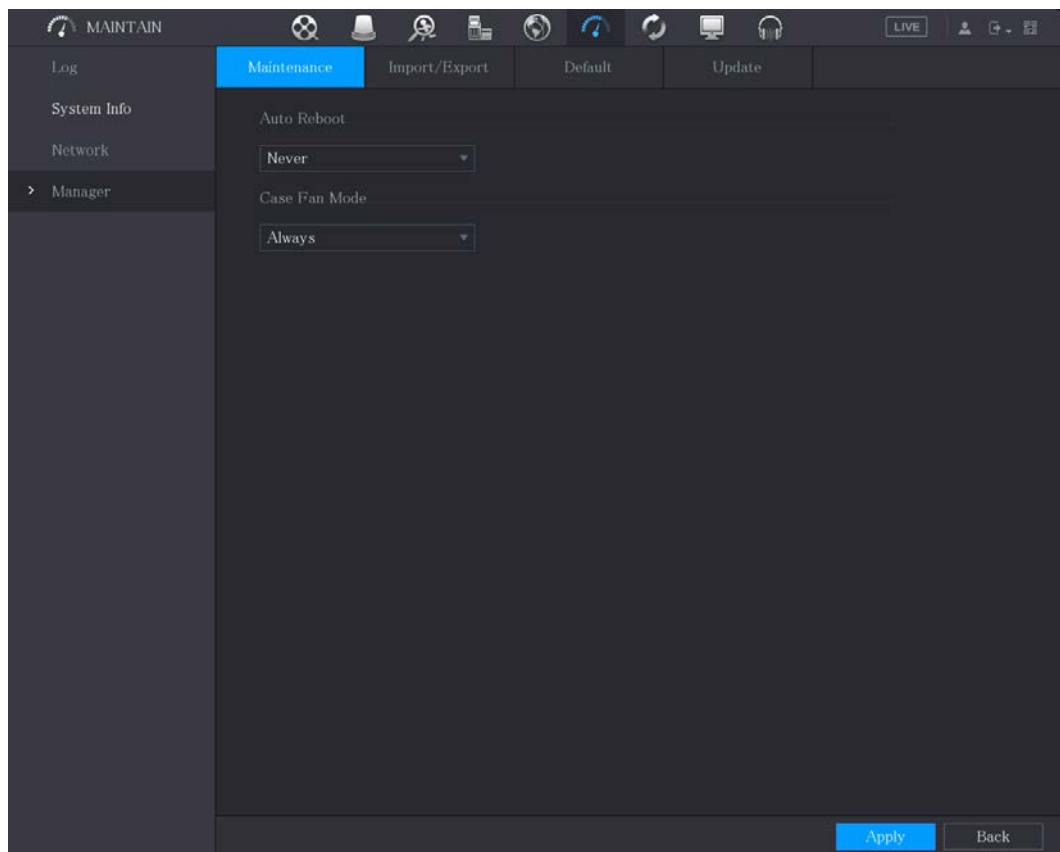 MAINTAIN LIVE
Log Maintenance Import/Export Default Update
System Info
Auto Reboot
Network
Never
Manager
Case Fan Mode
Always
Apply Back